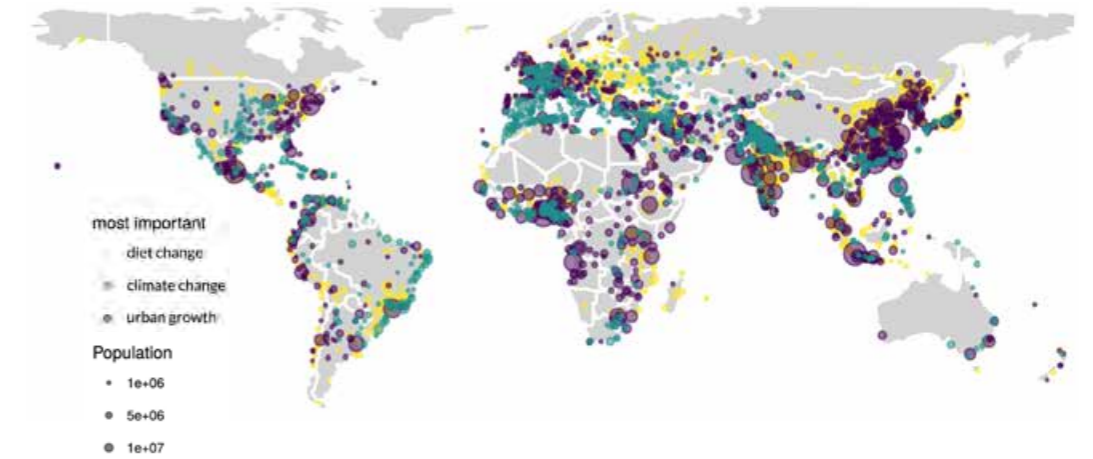 most important
diet change
climate change
urban growth
Population
1e+06
5e+06
1e+07